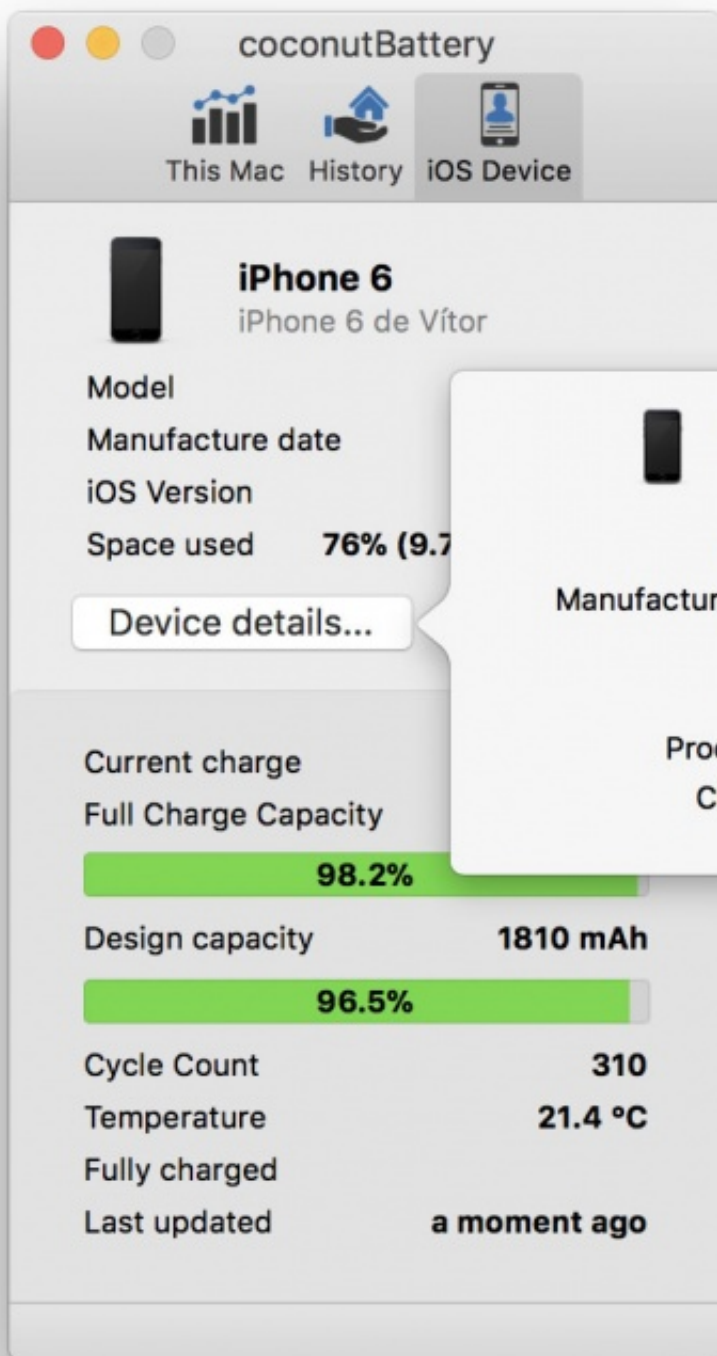 coconutBattery
This Mac History iOS Device
iPhone 6
iPhone 6 de Vítor
Model
Manufacture date
iOS Version
Space used 76% (9.7
Device details...
Manufactur
Prod
C
Current charge
Full Charge Capacity
98.2%
Design capacity 1810 mAh
96.5%
Cycle Count 310
Temperature 21.4 °C
Fully charged
Last updated a moment ago